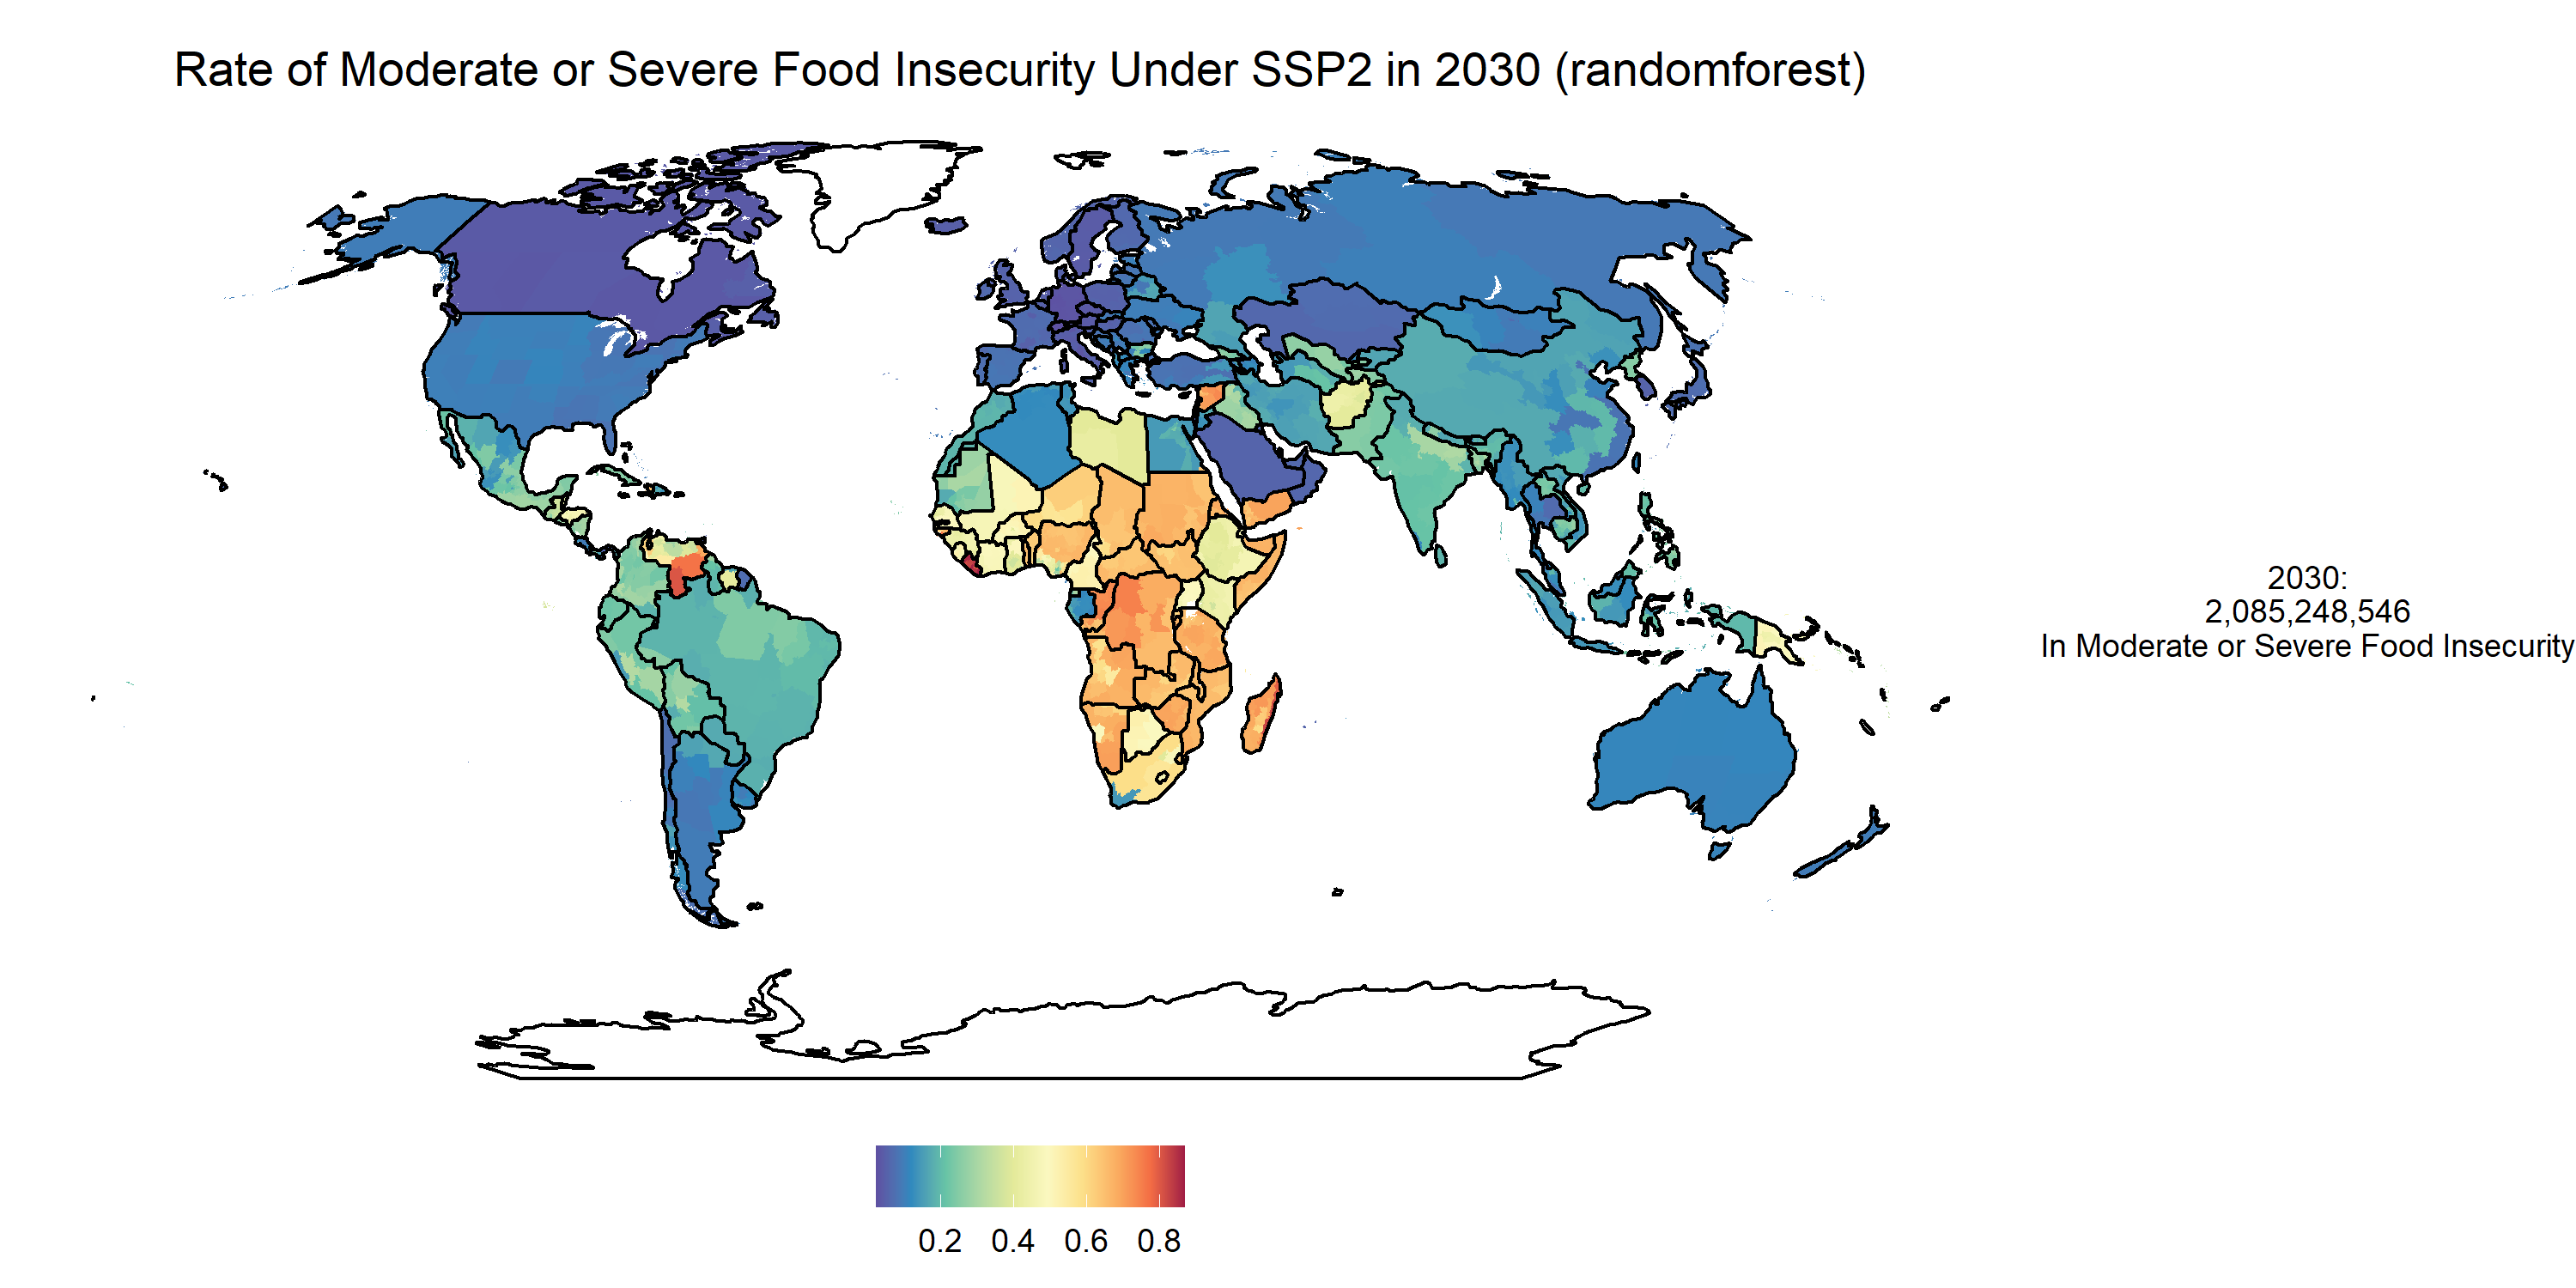 Rate of Moderate or Severe Food Insecurity Under SSP2 in 2030 (randomforest)
2030:
2,085,248,546
In Moderate or Severe Food Insecurity
0.2 0.4 0.6 0.8